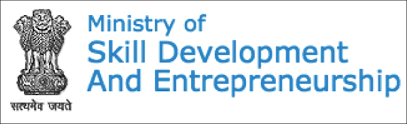 Ministry of
Skill Development
And Entrepreneurship
सत्यमेव जयते